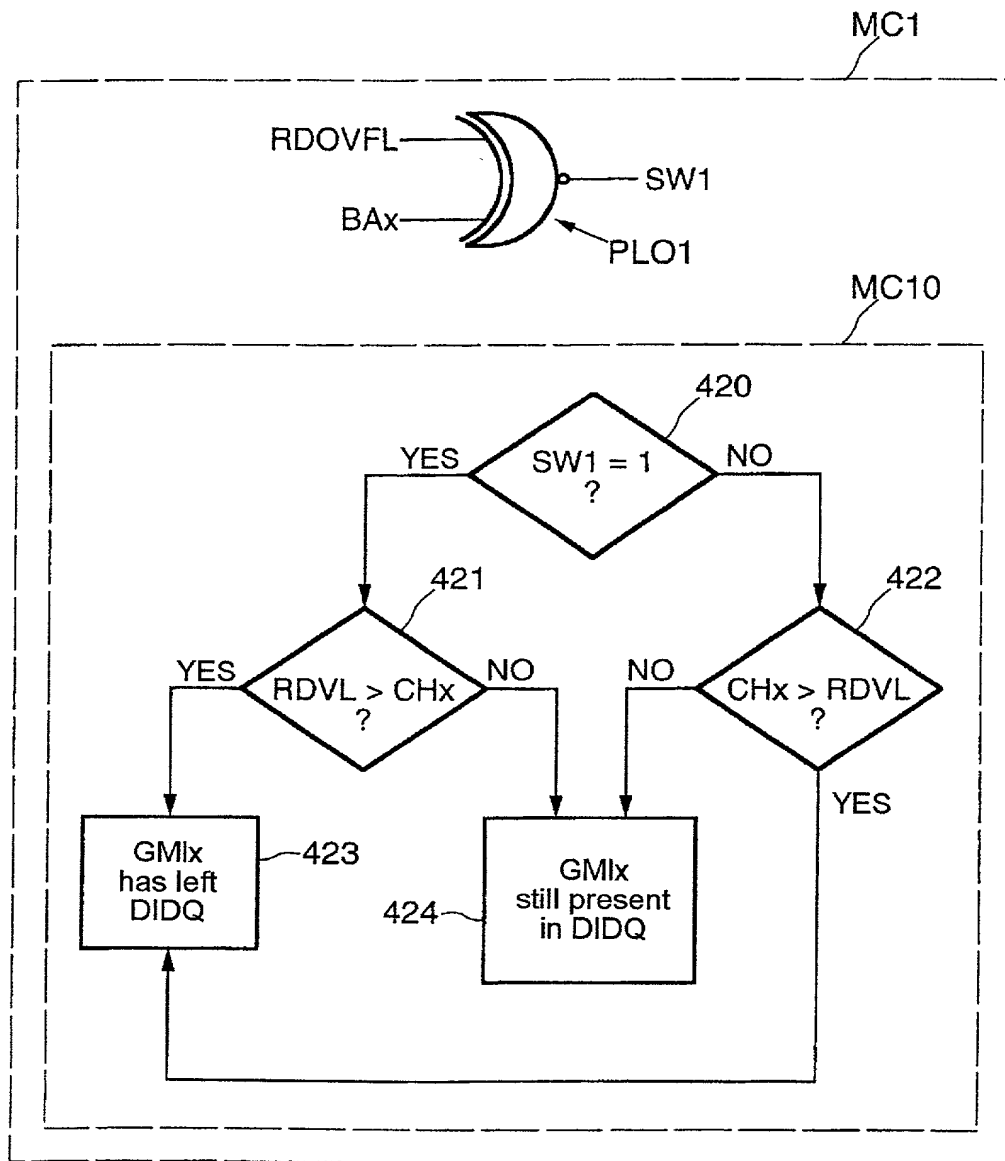 MC1
RDOVFL
SW1
BAx
PLO1
MC10
420
YES
SW1 = 1
?
NO
421
422
YES
RDVL > CHx
?
NO
NO
CHx > RDVL
?
YES
GMIx
has left
DIDQ
423
424
GMIx
still present
in DIDQ